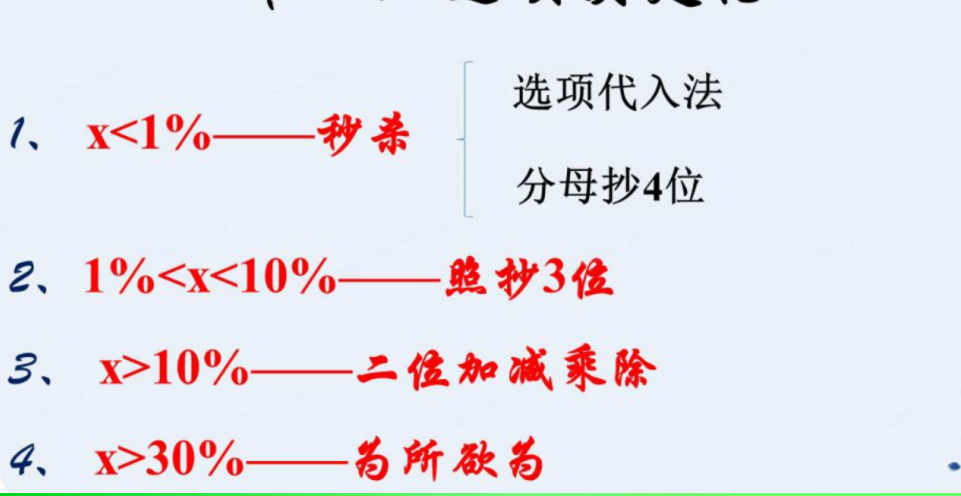 1、 x<1%——秒杀
选项代入法
分母抄4位
2、 1%<x<10%——照抄3位
3、 x>10%——二位加减乘除
4、 x>30%——为所欲为